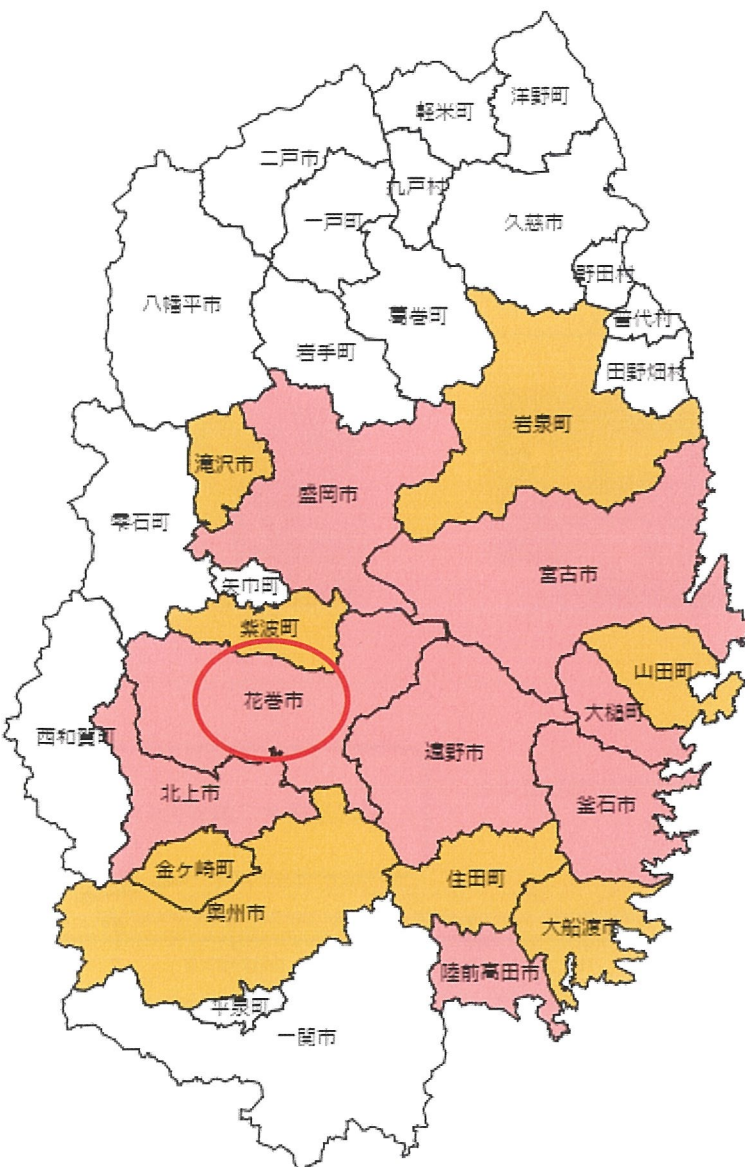 洋野町
軽米町
二戸市
九戸村
一戸町
久慈市
野田村
八幡平市
葛巻町
普代村
岩手町
田野畑村
岩泉町
滝沢市
盛岡市
雫石町
宮古市
矢巾町
紫波町
山田町
花巻市
大槌町
西和賀町
遠野市
北上市
釜石市
金ケ崎町
住田町
奥州市
大船渡市
陸前高田市
平泉町
一関市